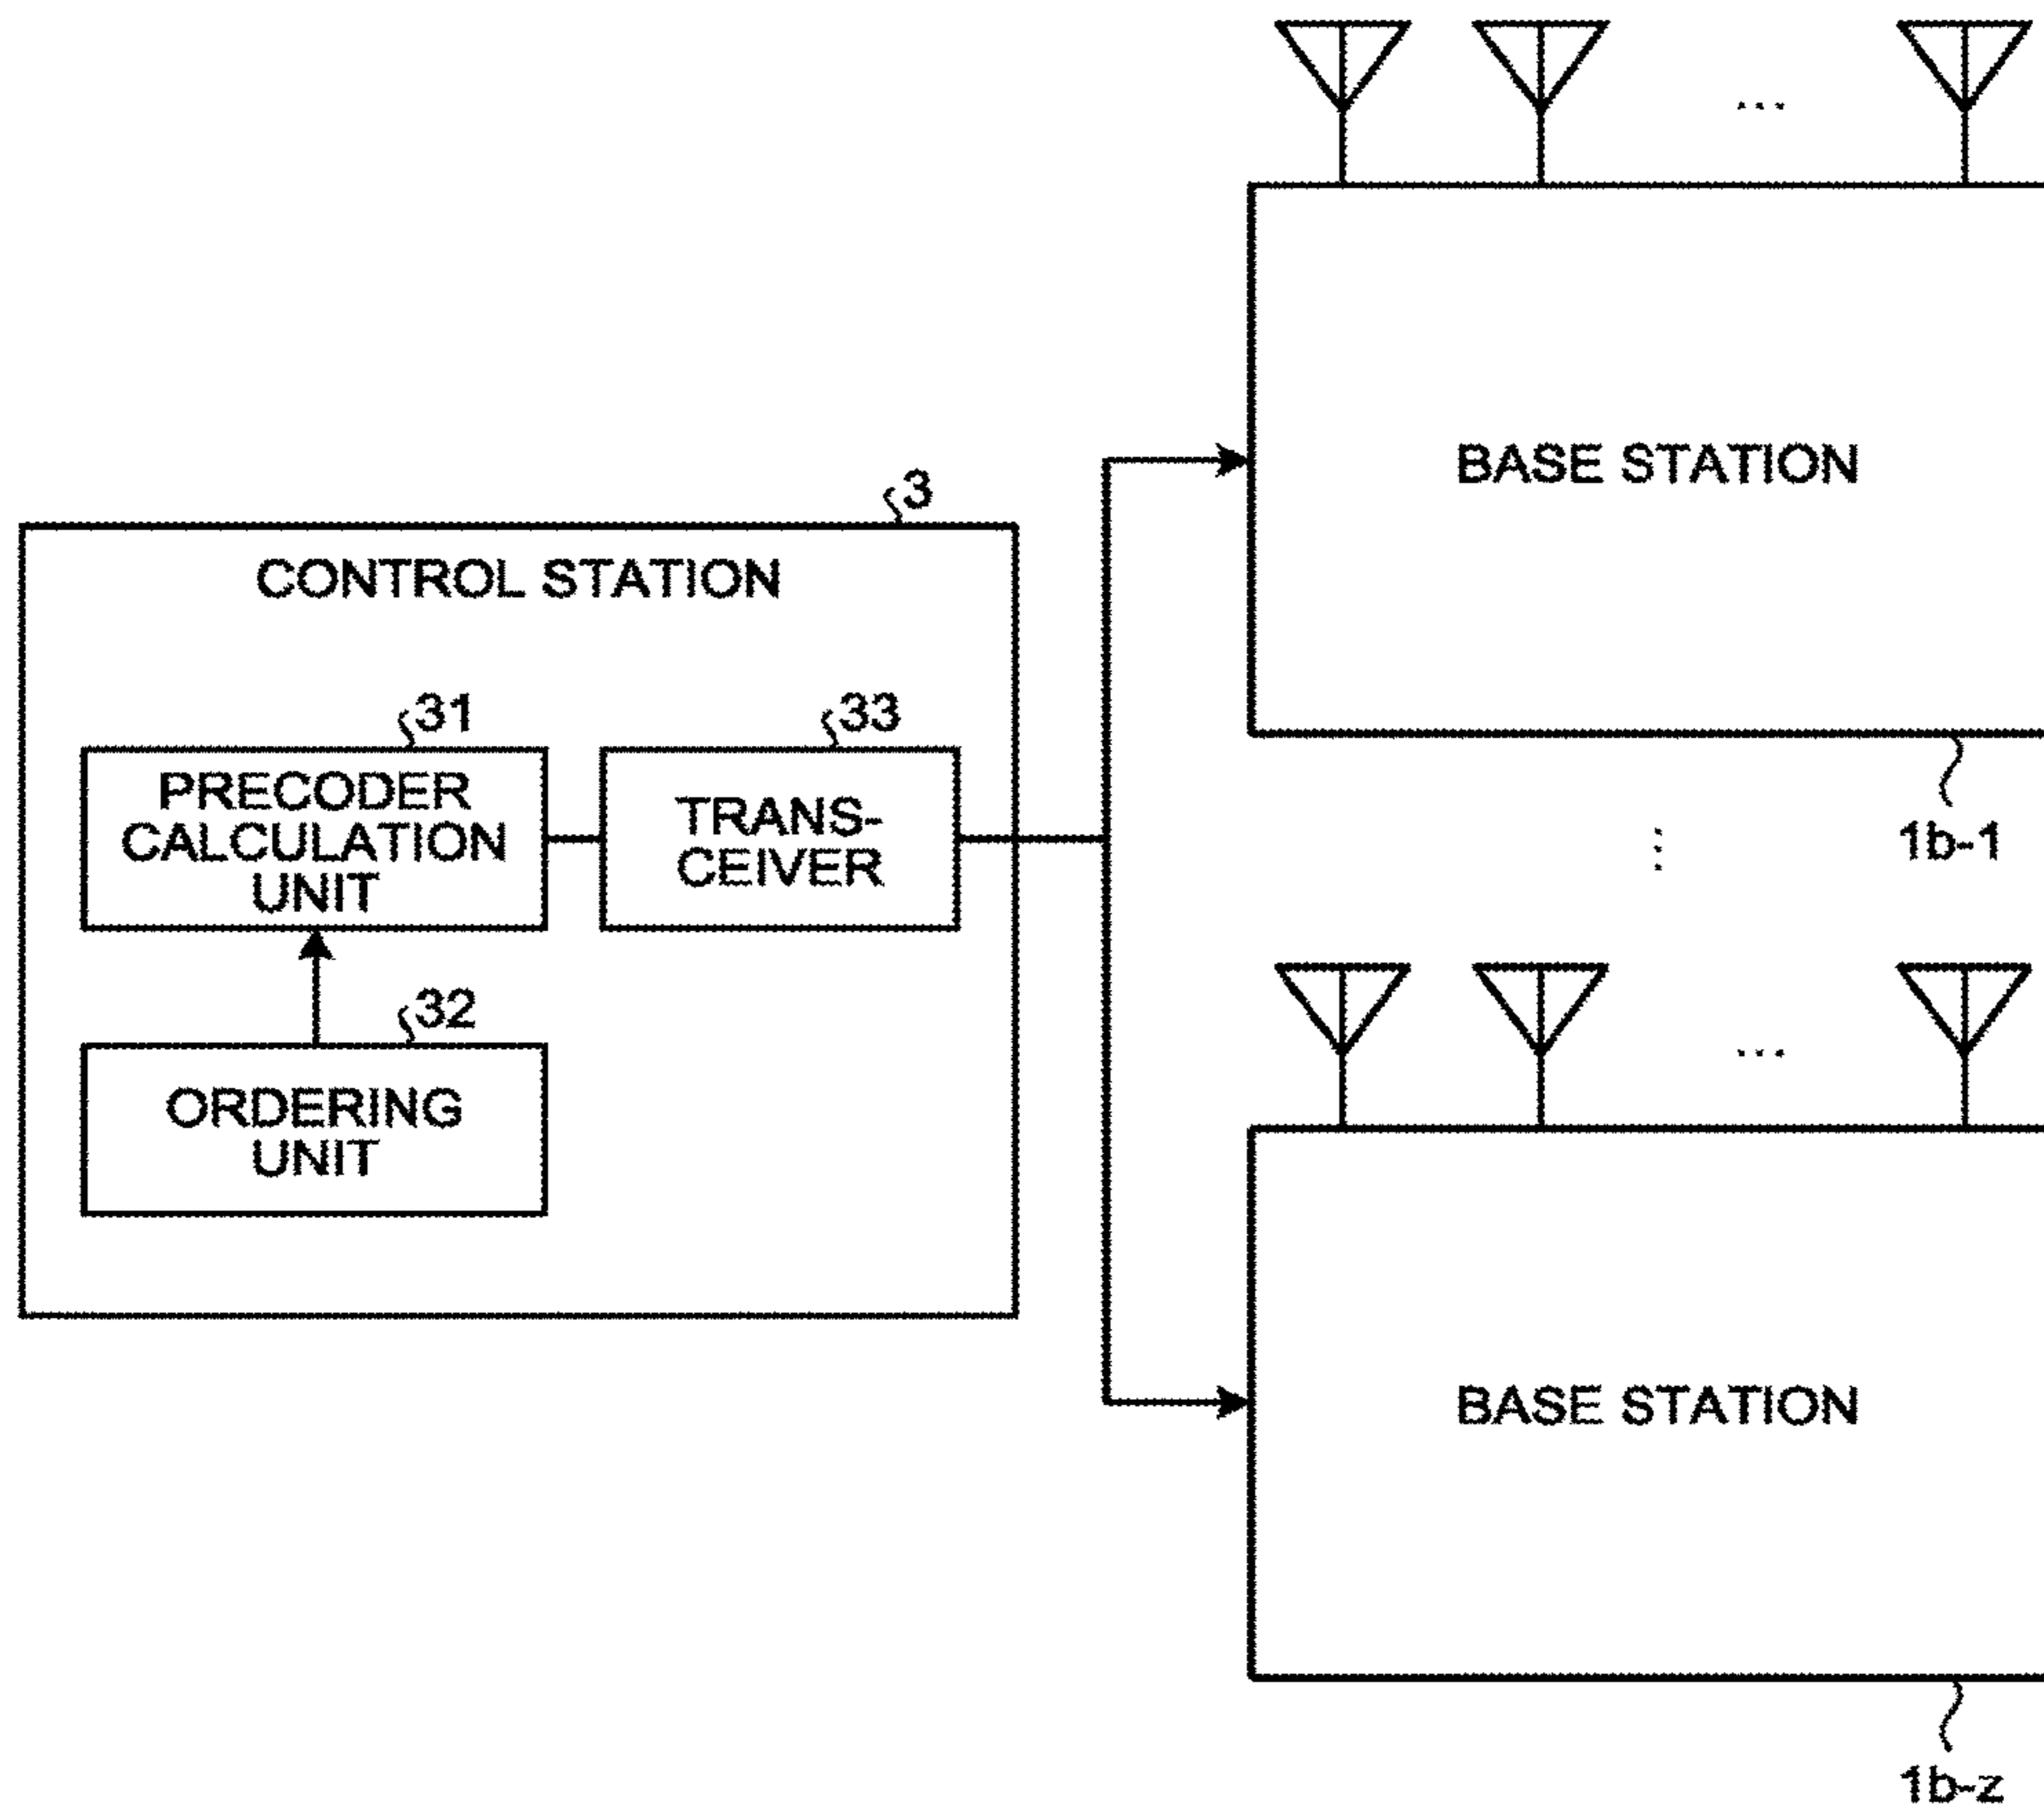 ...
BASE STATION
3
CONTROL STATION
31
33
PRECODER
CALCULATION
UNIT
TRANS-
CEIVER
1b-1
...
32
...
ORDERING
UNIT
BASE STATION
1b-z